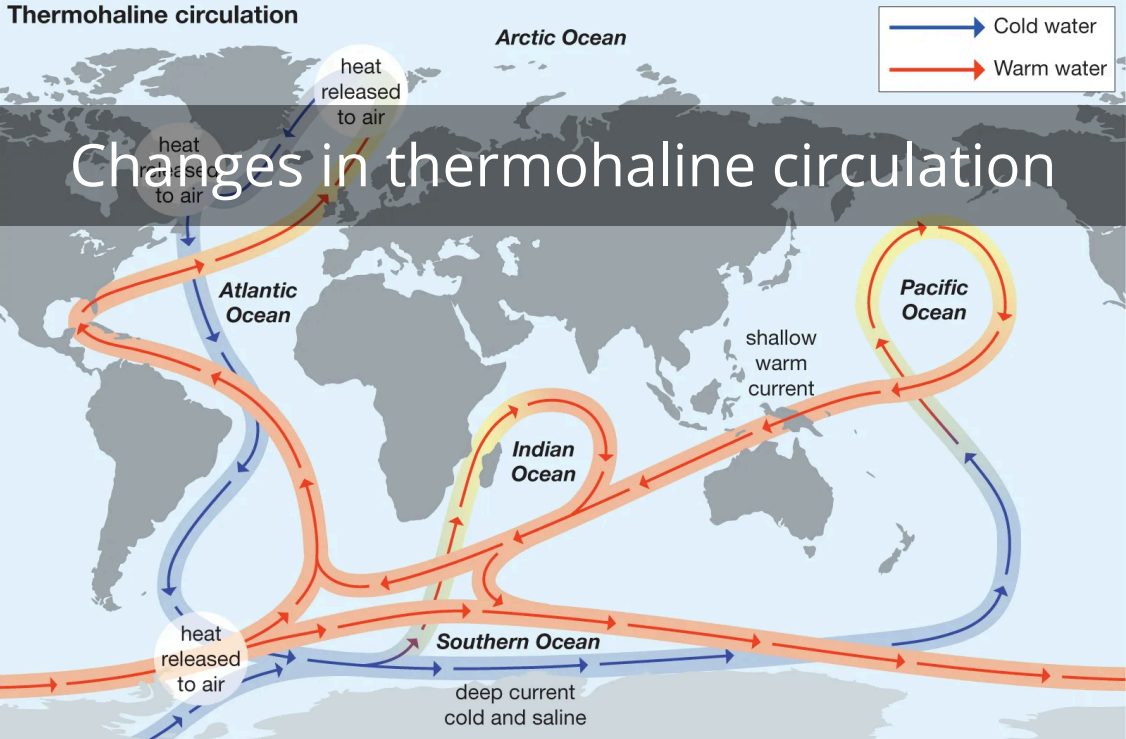 Thermohaline circulation
Arctic Ocean
Cold water
Warm water
heat
released
to air
heat
released
to air
Changes in thermohaline circulation
Atlantic
Ocean
Pacific
Ocean
shallow
warm
current
Indian
Ocean
Southern Ocean
heat
released
to air
deep current
cold and saline